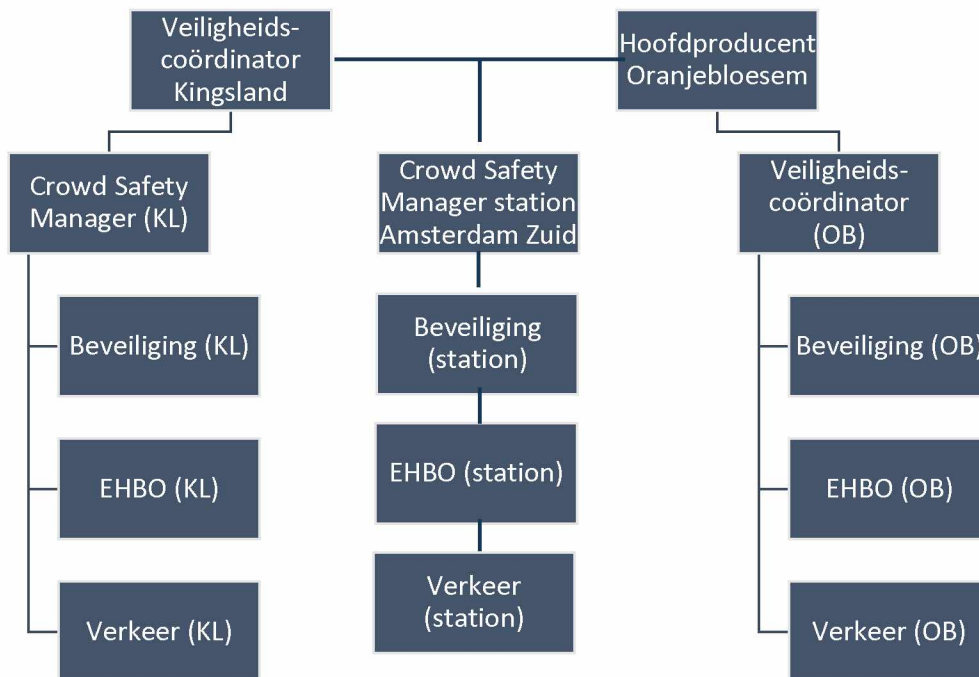 Veiligheids-
coördinator
Kingsland
Hoofdproducent
Oranjebloesem
Crowd Safety
Manager (KL)
Crowd Safety
Manager station
Amsterdam Zuid
Veiligheids-
coördinator
(OB)
Beveiliging (KL)
Beveiliging
(station)
Beveiliging (OB)
EHBO (KL)
EHBO (station)
EHBO (OB)
Verkeer (KL)
Verkeer
(station)
Verkeer (OB)